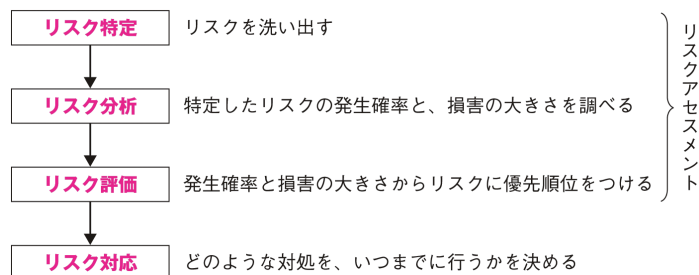 リスク特定 リスクを洗い出す
リスク分析 特定したリスクの発生確率と、損害の大きさを調べる
リスク評価 発生確率と損害の大きさからリスクに優先順位をつける
リスク対応 どのような対処を、いつまでに行うかを決める
リスクアセスメント